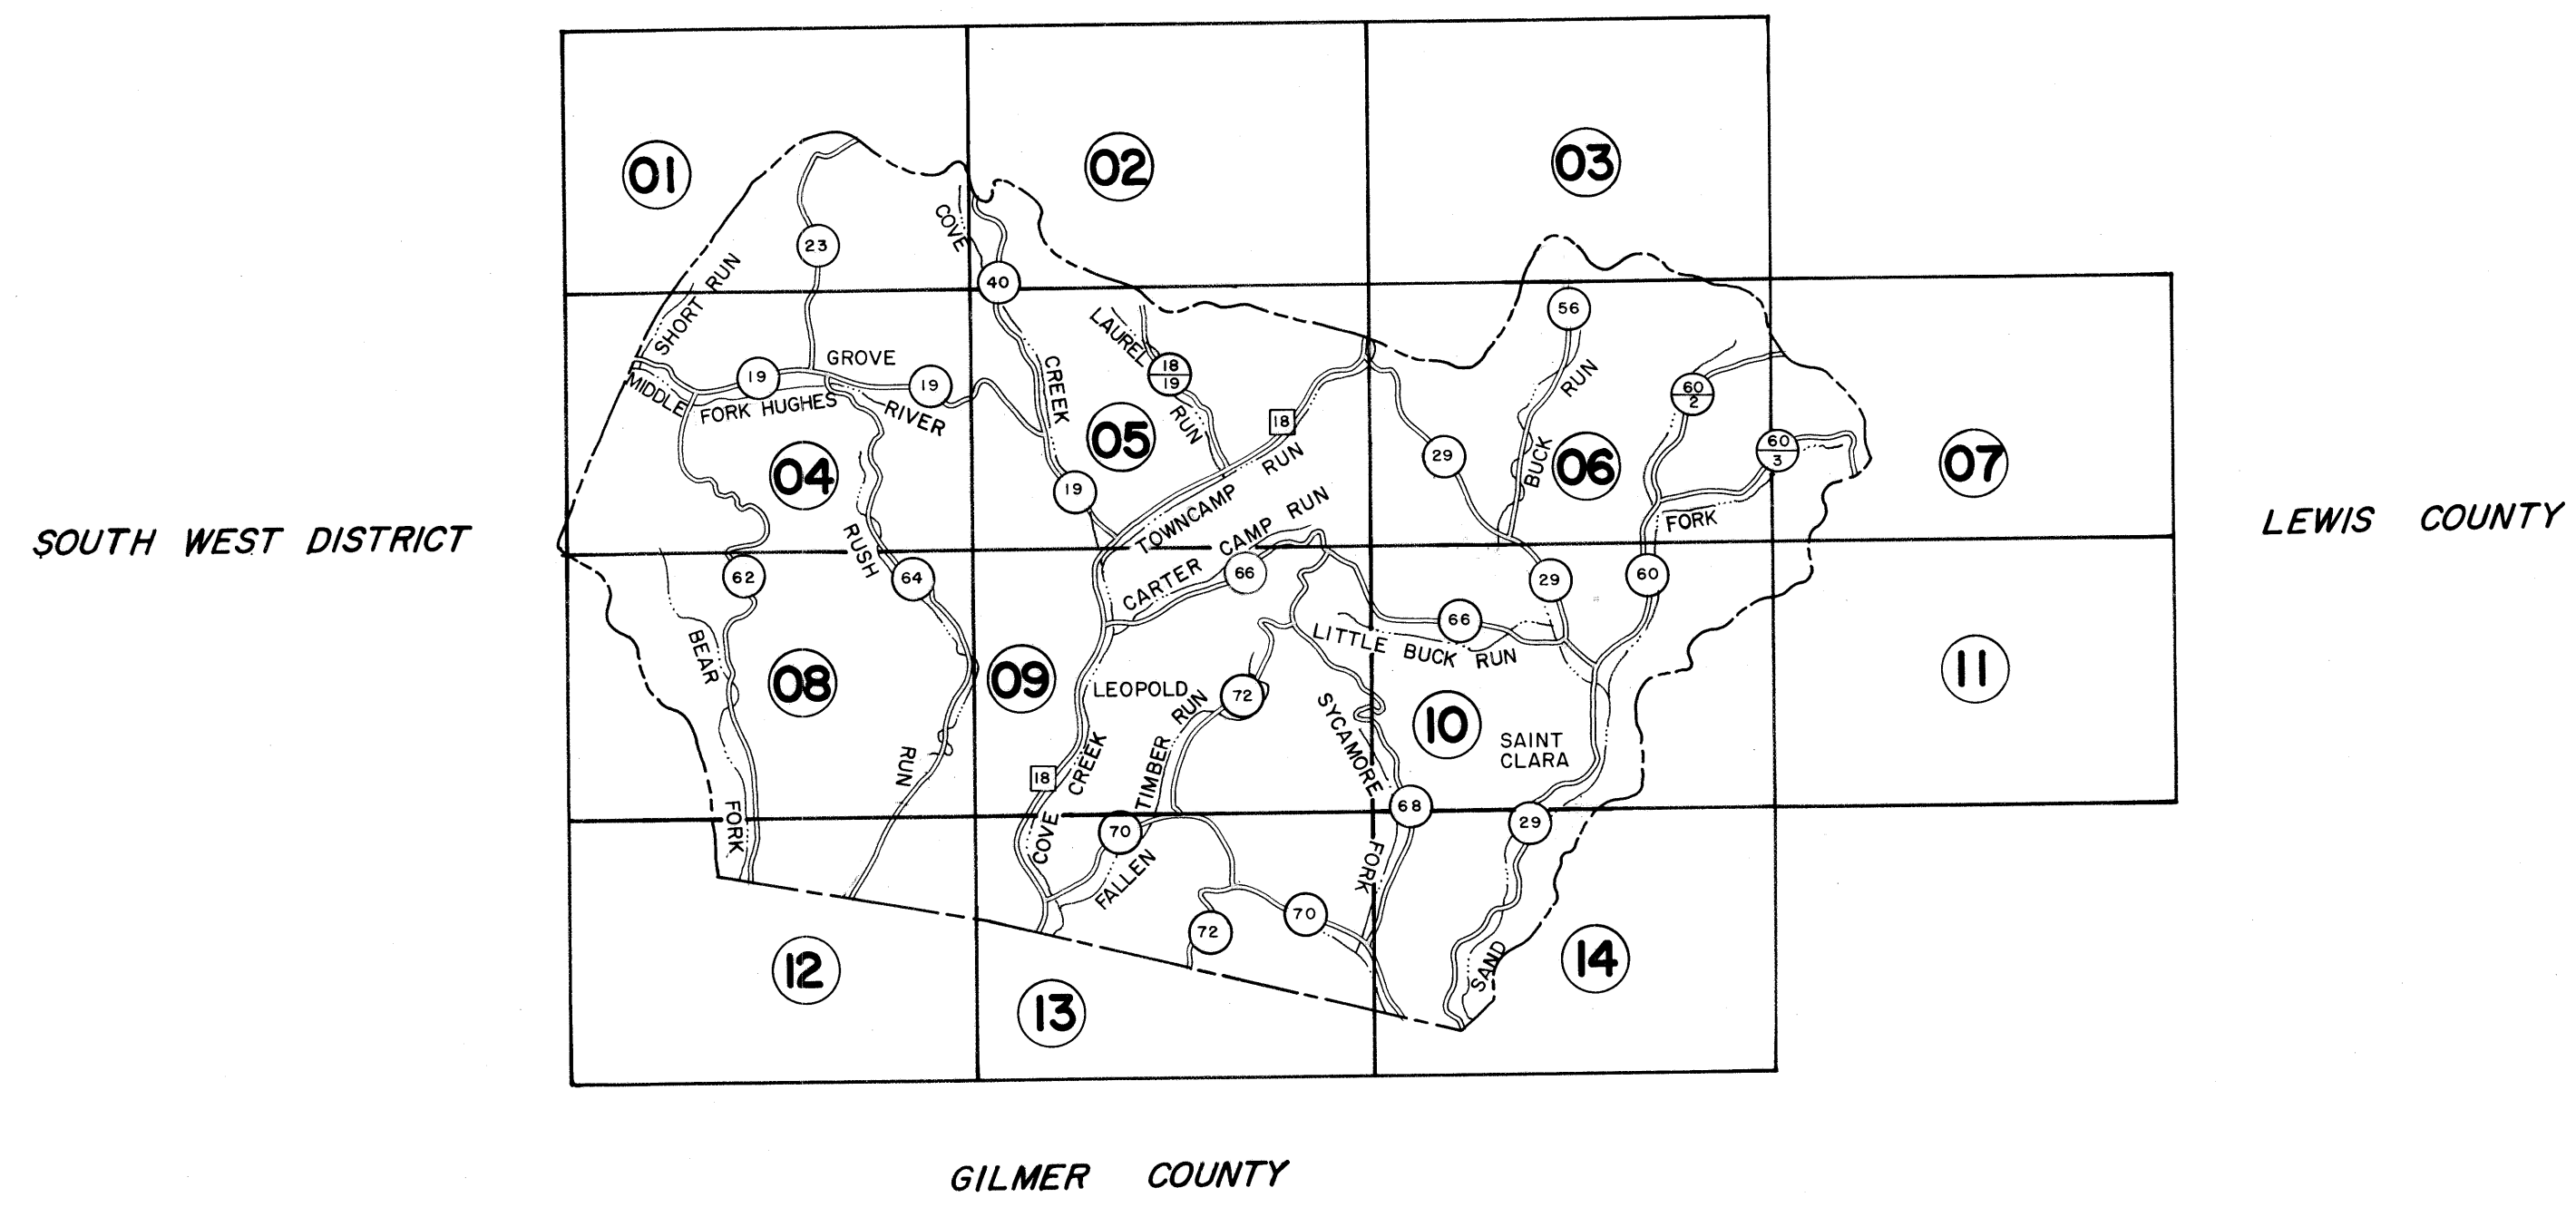 01
02
03
23
COVE
40
SHORT RUN
56
GROVE
LAUREL
18
19
RUN
CREEK
19
19
MIDDLE
FORK HUGHES
RIVER
18
RUN
60
2
60
3
04
05
29
BUCK
RUN
06
07
19
TOWNCAMP RUN
FORK
SOUTH WEST DISTRICT
LEWIS COUNTY
RUSH
CARTER CAMP RUN
62
64
66
29
60
66
LITTLE BUCK RUN
BEAR
08
09
LEOPOLD
72
RUN
10
11
SYCAMORE
SAINT
CLARA
RUN
18
CREEK
TIMBER
68
FORK
COVE
70
FALLEN
FORK
29
72
70
SAND
12
13
14
GILMER COUNTY